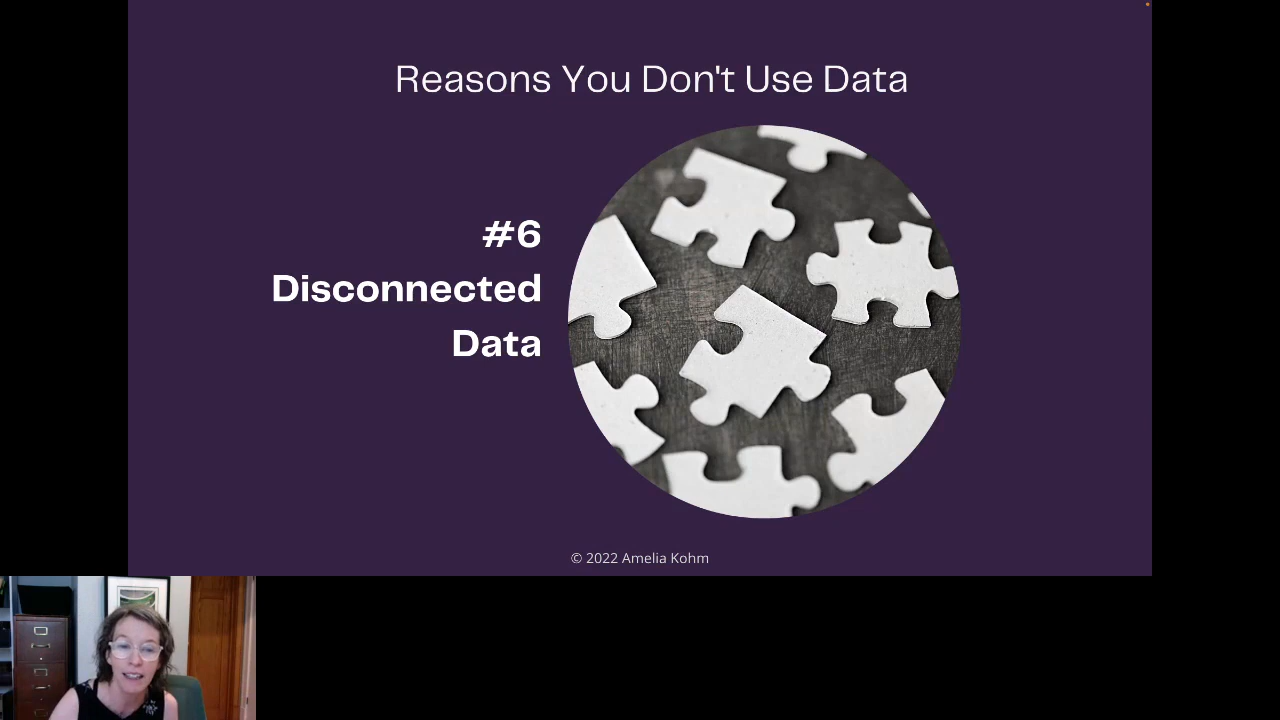 Reasons You Don't Use Data
#6
Disconnected
Data
© 2022 Amelia Kohm